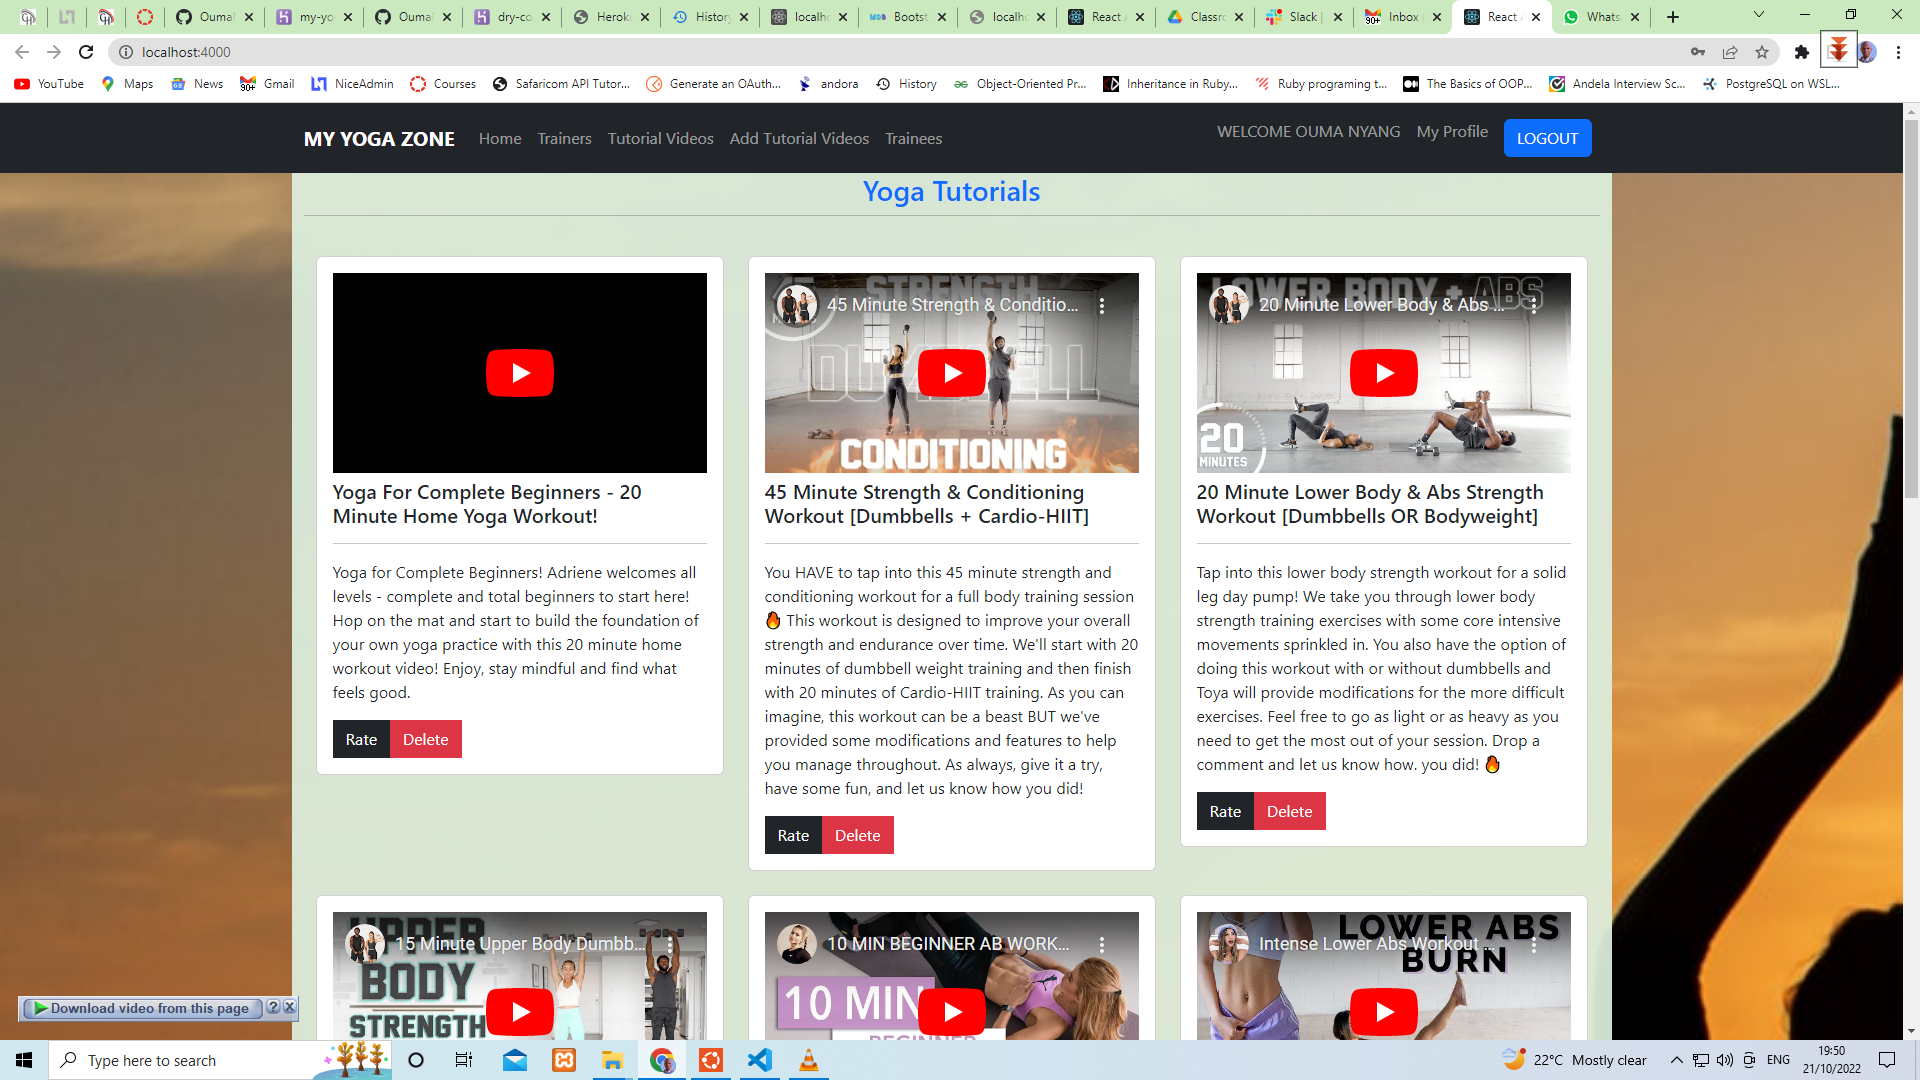 Oumal
my-yo
Oumal
dry-co
Herok
History
localho
Bootst
localho
React A
Classro
Slack |
Inbox
React A
Whats
localhost:4000
YouTube
Maps
News
Gmail
NiceAdmin
Courses
Safaricom API Tutor...
Generate an OAuth...
andora
History
Object-Oriented Pr...
Inheritance in Ruby...
Ruby programing t...
The Basics of OOP...
Andela Interview Sc...
PostgreSQL on WSL...
MY YOGA ZONE
Home
Trainers
Tutorial Videos
Add Tutorial Videos
Trainees
WELCOME OUMA NYANG
My Profile
LOGOUT
Yoga Tutorials
STRENGTH
45 Minute Strength & Conditio...
DUMBBELL
CONDITIONING
LOWER BODY + ABS
20 Minute Lower Body & Abs ...
20
MINUTES
Yoga For Complete Beginners - 20
Minute Home Yoga Workout!
45 Minute Strength & Conditioning
Workout [Dumbbells + Cardio-HIIT]
20 Minute Lower Body & Abs Strength
Workout [Dumbbells OR Bodyweight]
Yoga for Complete Beginners! Adriene welcomes all
levels - complete and total beginners to start here!
Hop on the mat and start to build the foundation of
your own yoga practice with this 20 minute home
workout video! Enjoy, stay mindful and find what
feels good.
Rate
Delete
You HAVE to tap into this 45 minute strength and
conditioning workout for a full body training session
🔥 This workout is designed to improve your overall
strength and endurance over time. We'll start with 20
minutes of dumbbell weight training and then finish
with 20 minutes of Cardio-HIIT training. As you can
imagine, this workout can be a beast BUT we've
provided some modifications and features to help
you manage throughout. As always, give it a try,
have some fun, and let us know how you did!
Rate
Delete
Tap into this lower body strength workout for a solid
leg day pump! We take you through lower body
strength training exercises with some core intensive
movements sprinkled in. You also have the option of
doing this workout with or without dumbbells and
Toya will provide modifications for the more difficult
exercises. Feel free to go as light or as heavy as you
need to get the most out of your session. Drop a
comment and let us know how. you did! 🔥
Rate
Delete
UPPER
15 Minute Upper Body Dumbb...
BODY
STRENGTH
10 MIN BEGINNER AB WORK...
10 MIN
BEGINNER
LOWER ABS
Intense Lower Abs Workout ...
BURN
Download video from this page
Type here to search
22°C Mostly clear
ENG
19:50
21/10/2022